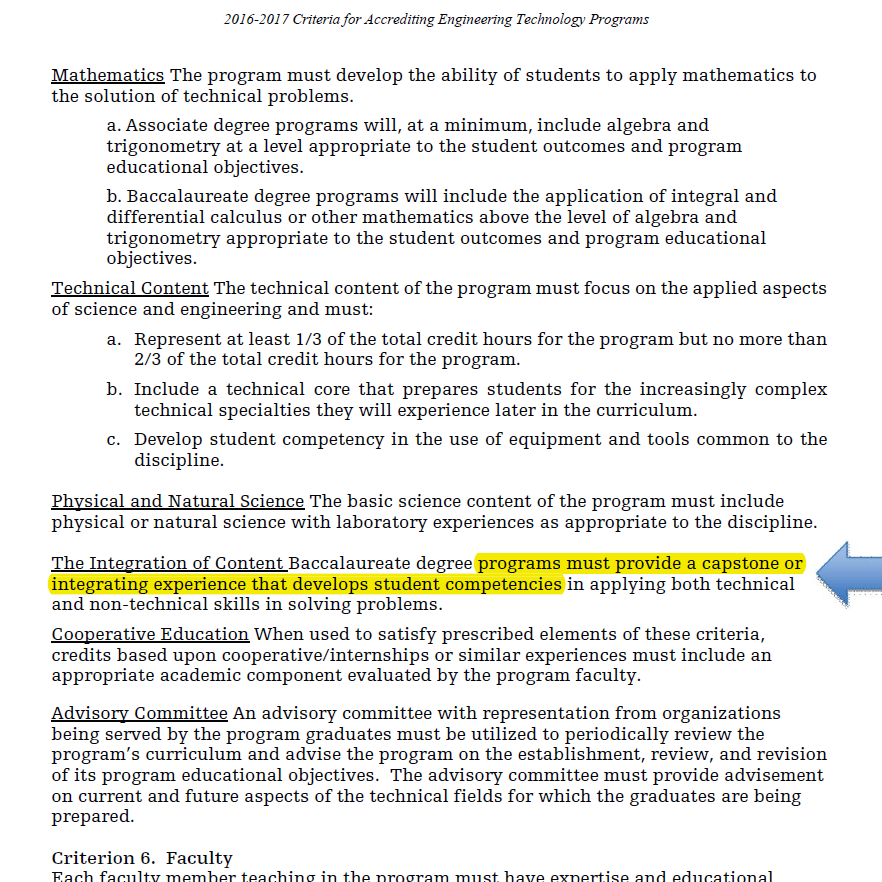 2016-2017 Criteria for Accrediting Engineering Technology Programs
Mathematics The program must develop the ability of students to apply mathematics to
the solution of technical problems.
a. Associate degree programs will, at a minimum, include algebra and
trigonometry at a level appropriate to the student outcomes and program
educational objectives.
b. Baccalaureate degree programs will include the application of integral and
differential calculus or other mathematics above the level of algebra and
trigonometry appropriate to the student outcomes and program educational
objectives.
Technical Content The technical content of the program must focus on the applied aspects
of science and engineering and must:
a. Represent at least 1/3 of the total credit hours for the program but no more than
2/3 of the total credit hours for the program.
b. Include a technical core that prepares students for the increasingly complex
technical specialties they will experience later in the curriculum.
c. Develop student competency in the use of equipment and tools common to the
discipline.
Physical and Natural Science The basic science content of the program must include
physical or natural science with laboratory experiences as appropriate to the discipline.
The Integration of Content Baccalaureate degree programs must provide a capstone or
integrating experience that develops student competencies in applying both technical
and non-technical skills in solving problems.
Cooperative Education When used to satisfy prescribed elements of these criteria,
credits based upon cooperative/internships or similar experiences must include an
appropriate academic component evaluated by the program faculty.
Advisory Committee An advisory committee with representation from organizations
being served by the program graduates must be utilized to periodically review the
program's curriculum and advise the program on the establishment, review, and revision
of its program educational objectives. The advisory committee must provide advisement
on current and future aspects of the technical fields for which the graduates are being
prepared.
Criterion 6. Faculty
Each faculty member teaching in the program must have expertise and educational